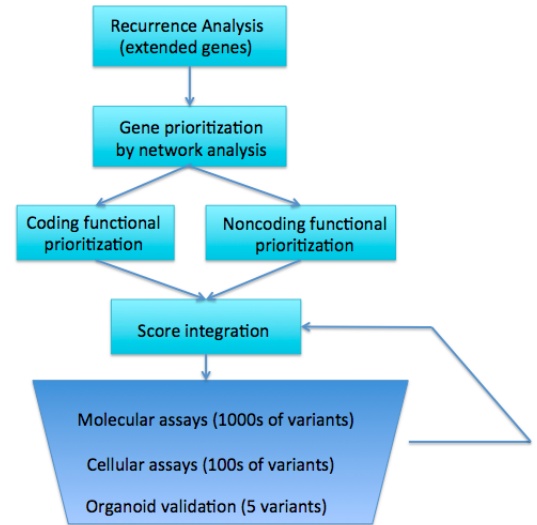 Recurrence Analysis
(extended genes)
Gene prioritization
by network analysis
Coding functional
prioritization
Noncoding functional
prioritization
Score integration
Molecular assays (1000s of variants)
Cellular assays (100s of variants)
Organoid validation (5 variants)